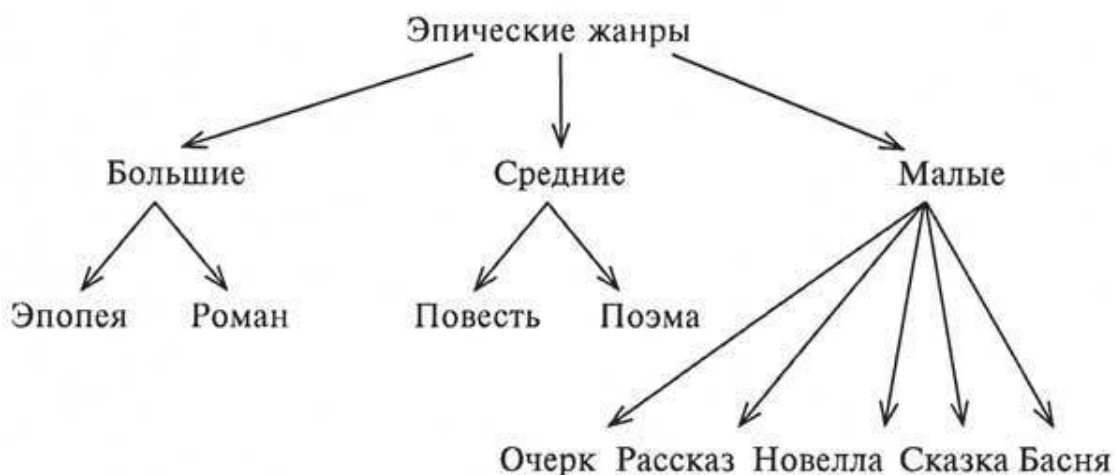 Эпические жанры
Большие Средние Малые
Эпопея Роман Повесть Поэма
Очерк Рассказ Новелла Сказка Басня